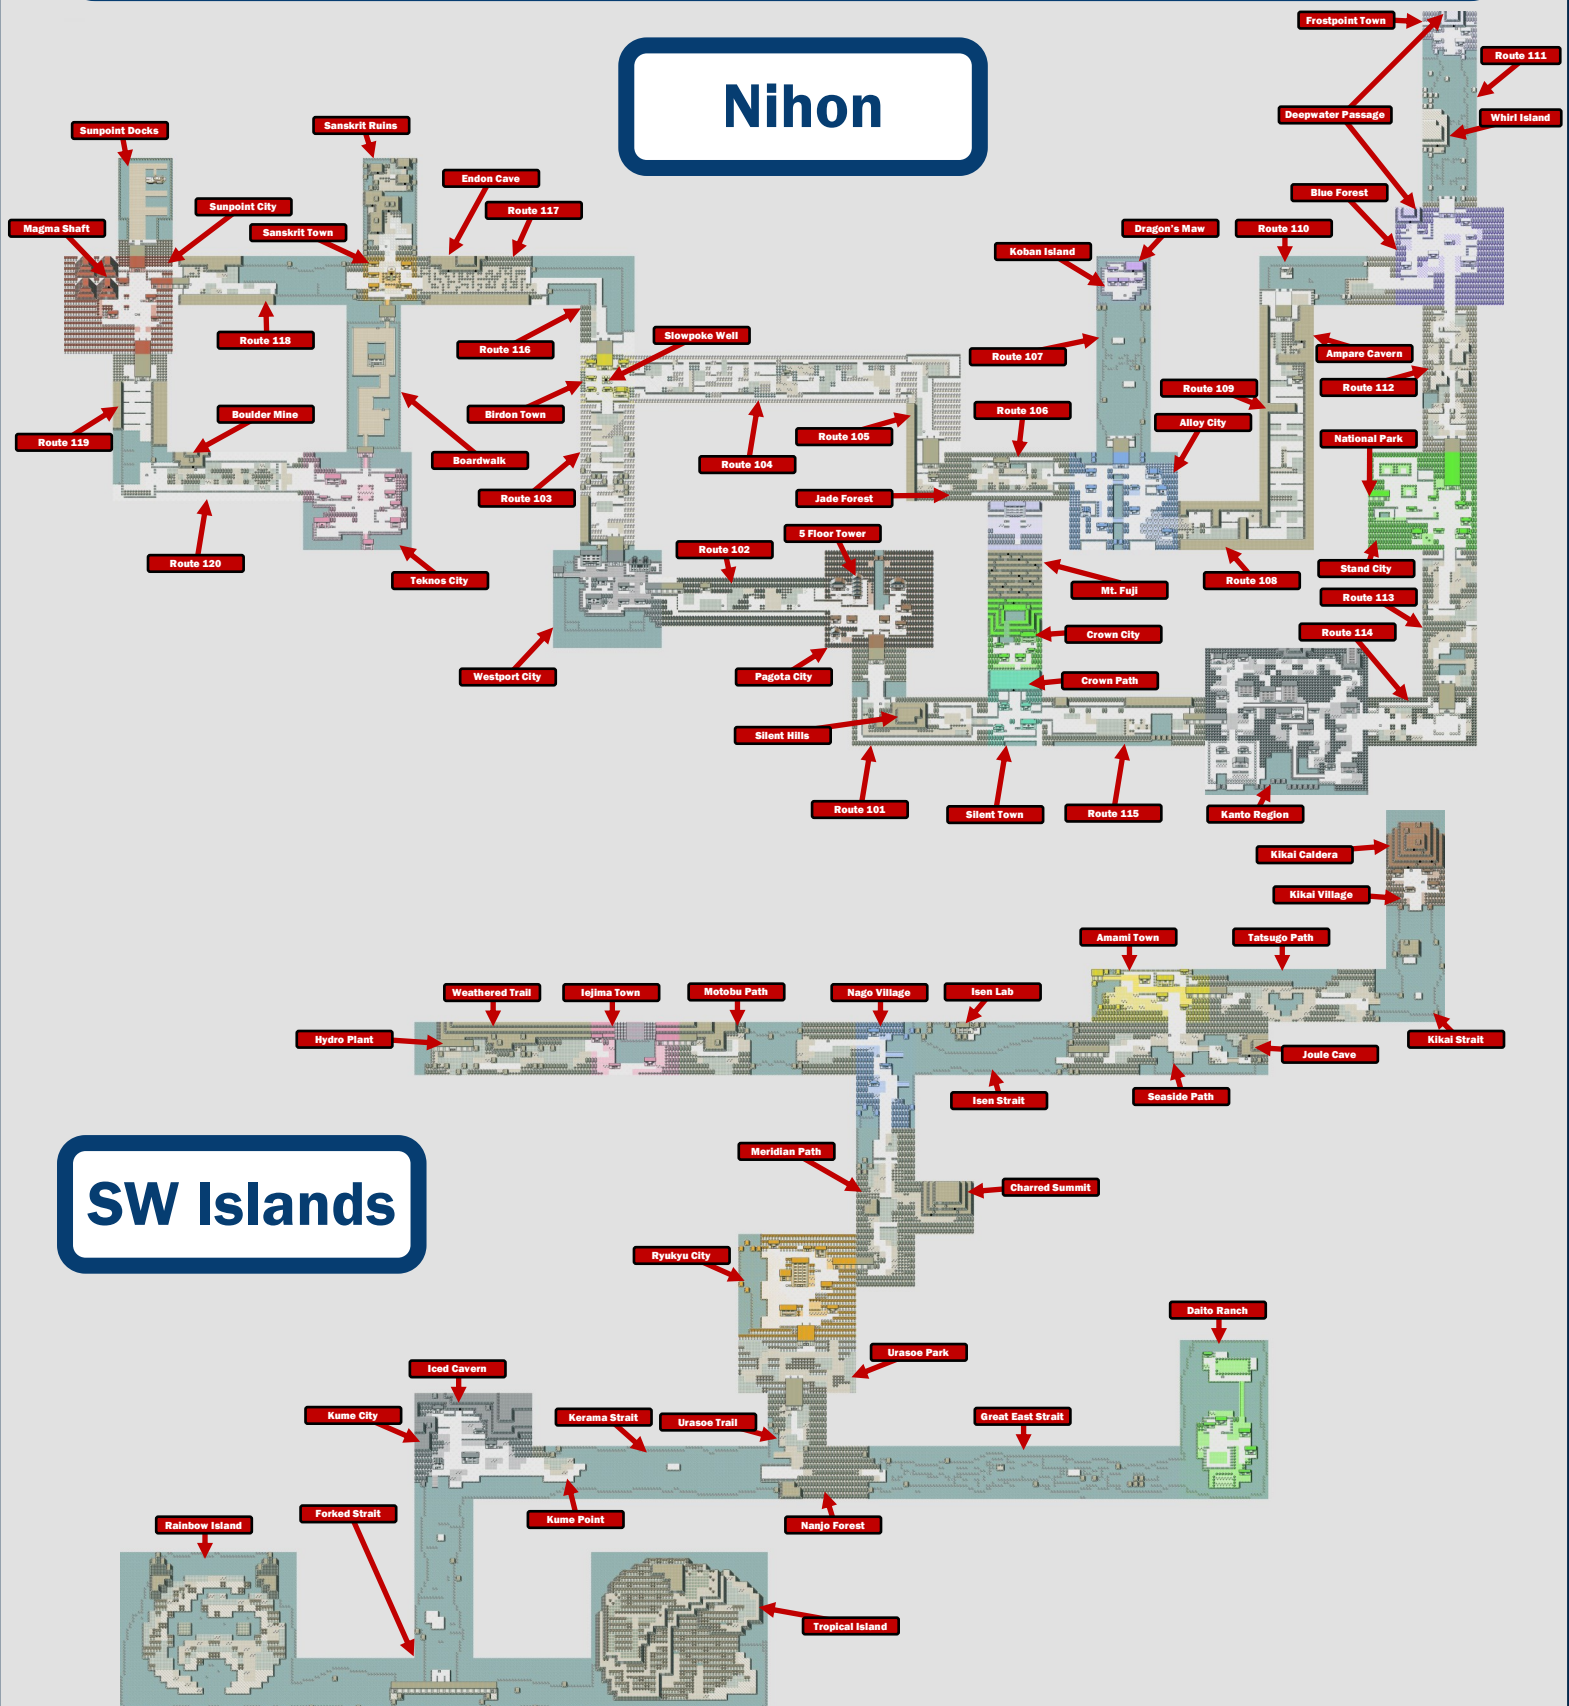 Frostpoint Town
Nihon
Route 111
Deepwater Passage
Whirl Island
Sunpoint Docks
Sanskrit Ruins
Endon Cave
Blue Forest
Sunpoint City
Route 117
Magma Shaft
Sanskrit Town
Dragon's Maw
Route 110
Koban Island
Route 118
Slowpoke Well
Route 116
Route 107
Ampare Cavern
Route 109
Route 112
Boulder Mine
Birdon Town
Route 106
Alloy City
Route 119
Route 105
National Park
Boardwalk
Route 104
Route 103
Jade Forest
5 Floor Tower
Route 102
Route 120
Teknos City
Mt. Fuji
Route 108
Stand City
Route 113
Crown City
Route 114
Westport City
Pagota City
Crown Path
Silent Hills
Route 101
Silent Town
Route 115
Kanto Region
Kikai Caldera
Kikai Village
Amami Town
Tatsugo Path
Weathered Trail
Iejima Town
Motobu Path
Nago Village
Isen Lab
Hydro Plant
Kikai Strait
Joule Cave
Isen Strait
Seaside Path
Meridian Path
SW Islands
Charred Summit
Ryukyu City
Daito Ranch
Urasoe Park
Iced Cavern
Kume City
Kerama Strait
Urasoe Trail
Great East Strait
Forked Strait
Kume Point
Nanjo Forest
Rainbow Island
Tropical Island